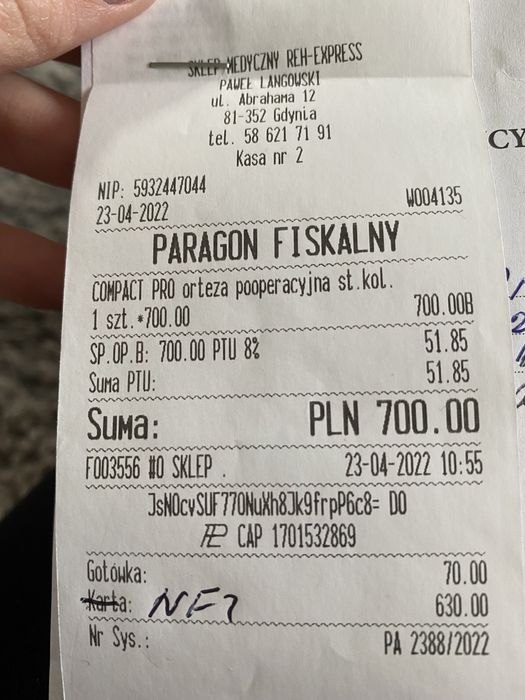 SKLEP MEDYCZNY REH-EXPRESS
PAWEŁ LANGOWSKI
ul. Abrahama 12
81-352 Gdynia
tel. 58 621 71 91
Kasa nr 2
NIP: 5932447044
23-04-2022 W004135
PARAGON FISKALNY
COMPACT PRO orteza pooperacyjna st.kol.
1 szt.*700.00 700.00B
SP.OP.B: 700.00 PTU 8% 51.85
Suma PTU: 51.85
Suma: PLN 700.00
F003556 #0 SKLEP . 23-04-2022 10:55
JsNOcvSUF77ONuXh8Jk9frpP6c8= DO
CAP 1701532869
Gotówka: 70.00
Karta: NFZ 630.00
Nr Sys.: PA 2388/2022
CY